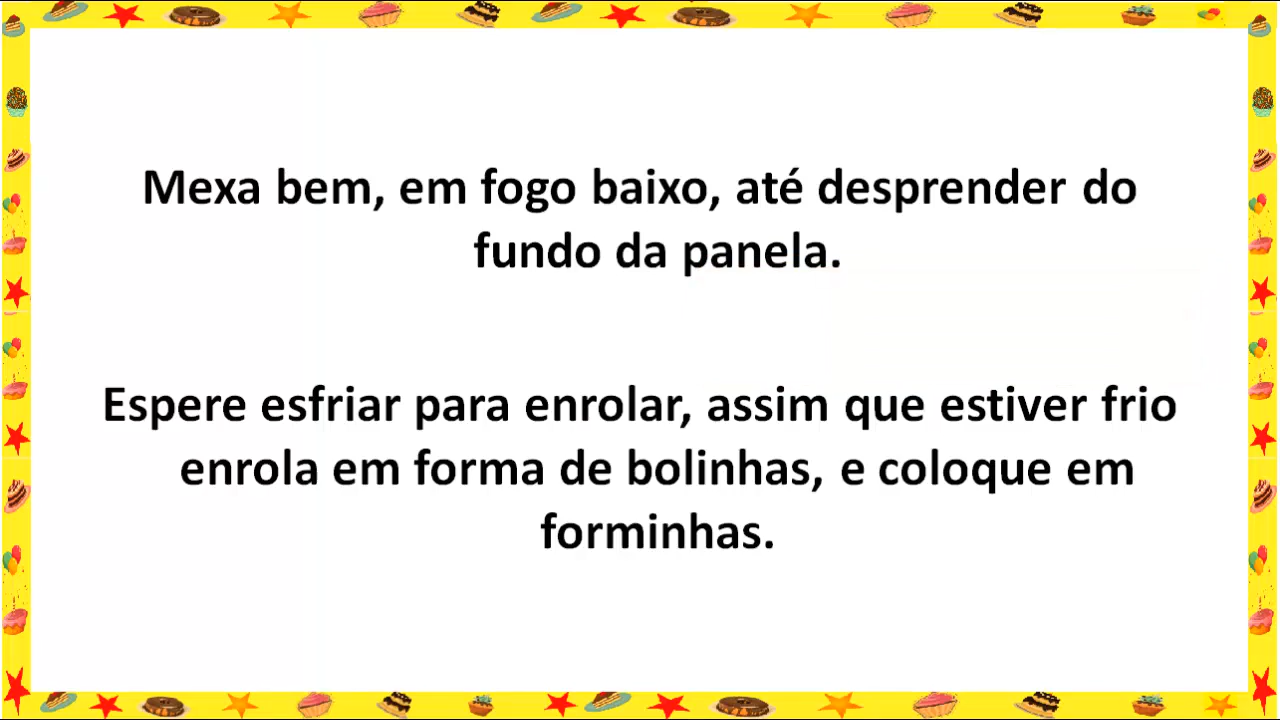 Mexa bem, em fogo baixo, até desprender do
fundo da panela.
Espere esfriar para enrolar, assim que estiver frio
enrola em forma de bolinhas, e coloque em
forminhas.